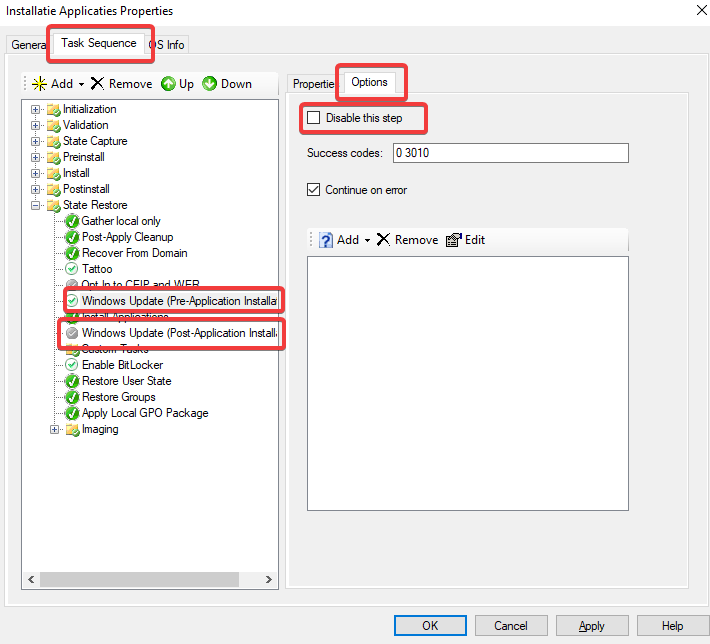 Installatie Applicaties Properties
General Task Sequence OS Info
Add Remove Up Down
Initialization
Validation
State Capture
Preinstall
Install
Postinstall
State Restore
Gather local only
Post-Apply Cleanup
Recover From Domain
Tattoo
Opt In to CEIP and WER
Windows Update (Pre-Application Installa
Install Applications
Windows Update (Post-Application Installa
Custom Tasks
Enable BitLocker
Restore User State
Restore Groups
Apply Local GPO Package
Imaging
Propertie Options
Disable this step
Success codes: 0 3010
Continue on error
Add Remove Edit
OK Cancel Apply Help